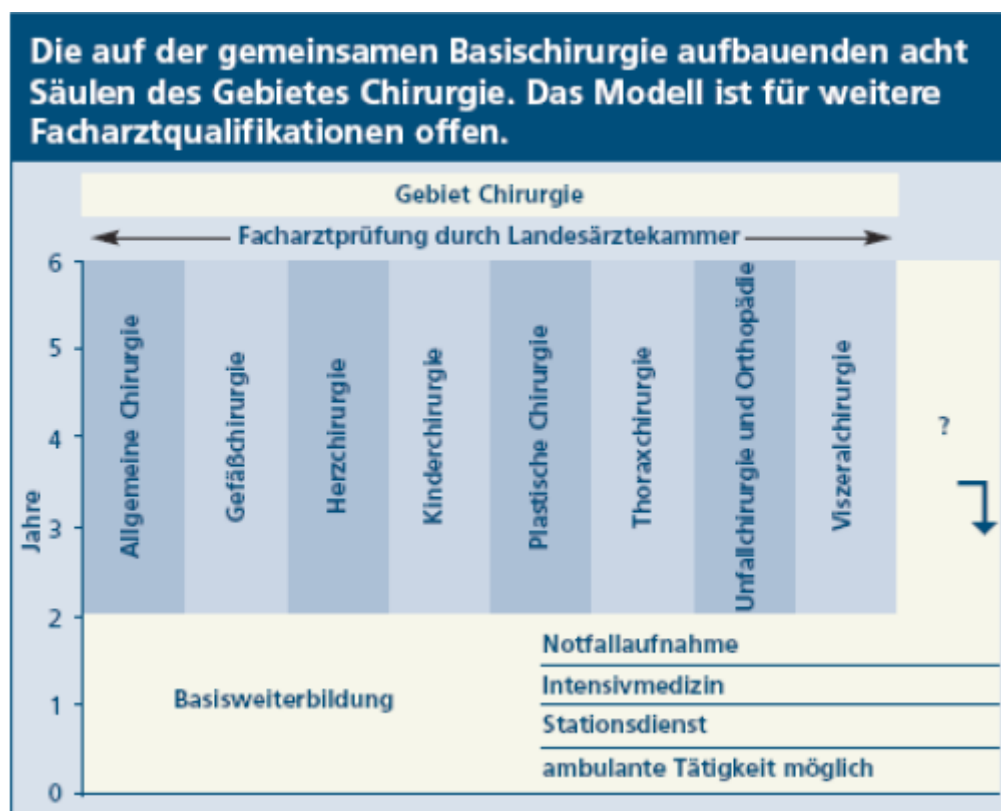 Die auf der gemeinsamen Basischirurgie aufbauenden acht
Säulen des Gebietes Chirurgie. Das Modell ist für weitere
Facharztqualifikationen offen.
Gebiet Chirurgie
Facharztprüfung durch Landesärztekammer
6
5
4
3
2
1
0
Jahre
Allgemeine Chirurgie
Gefäßchirurgie
Herzchirurgie
Kinderchirurgie
Plastische Chirurgie
Thoraxchirurgie
Unfallchirurgie und Orthopädie
Viszeralchirurgie
?
Basisweiterbildung
Notfallaufnahme
Intensivmedizin
Stationsdienst
ambulante Tätigkeit möglich